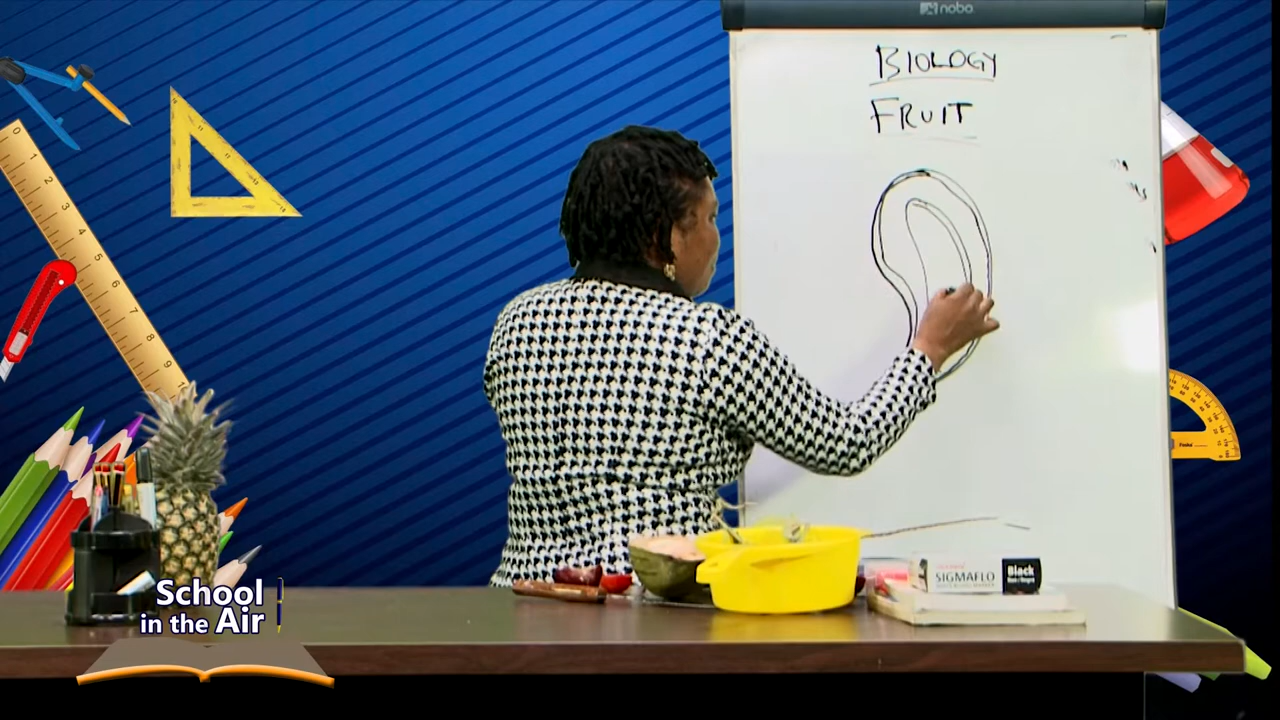 nobo
BIOLOGY
FRUIT
SIGMAFLO
Black
School
in the Air